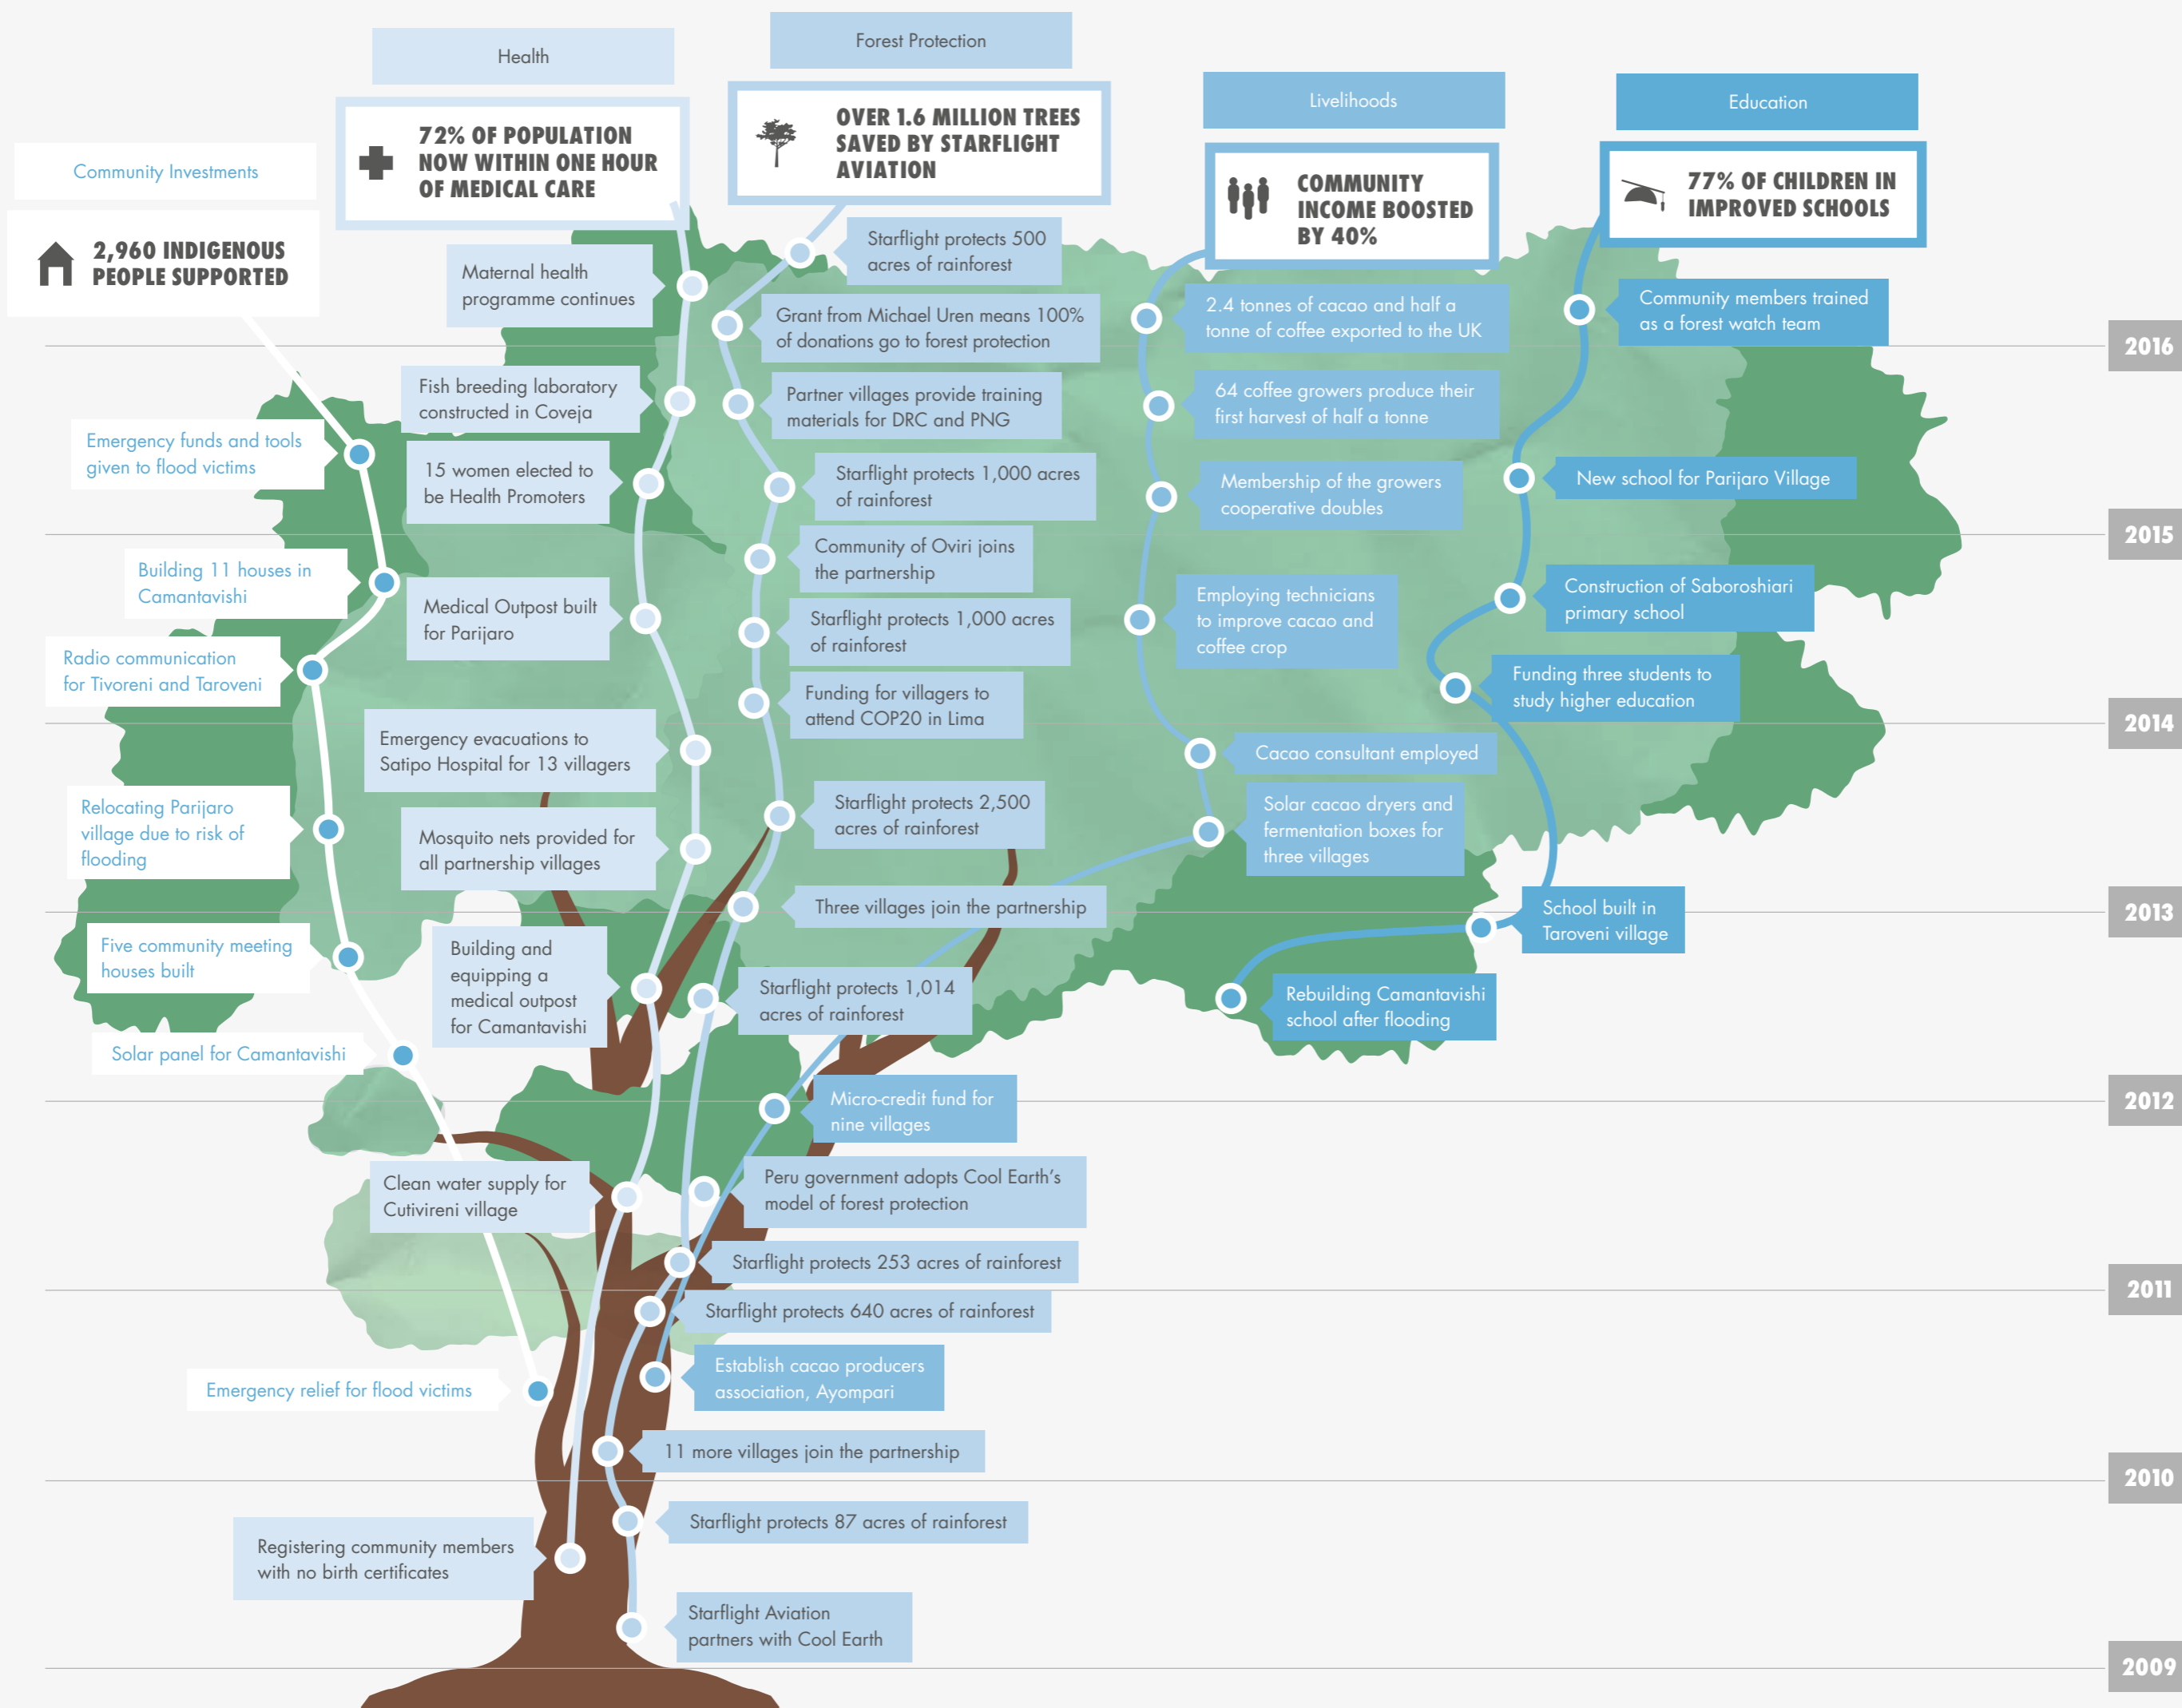 Health
Forest Protection
Livelihoods
Education
Community Investments
72% OF POPULATION
NOW WITHIN ONE HOUR
OF MEDICAL CARE
OVER 1.6 MILLION TREES
SAVED BY STARFLIGHT
AVIATION
COMMUNITY
INCOME BOOSTED
BY 40%
77% OF CHILDREN IN
IMPROVED SCHOOLS
2,960 INDIGENOUS
PEOPLE SUPPORTED
Starflight protects 500
acres of rainforest
Maternal health
programme continues
Grant from Michael Uren means 100%
of donations go to forest protection
2.4 tonnes of cacao and half a
tonne of coffee exported to the UK
Community members trained
as a forest watch team
2016
Fish breeding laboratory
constructed in Coveja
Partner villages provide training
materials for DRC and PNG
64 coffee growers produce their
first harvest of half a tonne
Emergency funds and tools
given to flood victims
15 women elected to
be Health Promoters
Starflight protects 1,000 acres
of rainforest
Membership of the growers
cooperative doubles
New school for Parijaro Village
2015
Community of Oviri joins
the partnership
Building 11 houses in
Camantavishi
Medical Outpost built
for Parijaro
Starflight protects 1,000 acres
of rainforest
Employing technicians
to improve cacao and
coffee crop
Construction of Saboroshiari
primary school
Radio communication
for Tivoreni and Taroveni
Funding for villagers to
attend COP20 in Lima
Funding three students to
study higher education
2014
Emergency evacuations to
Satipo Hospital for 13 villagers
Cacao consultant employed
Relocating Parijaro
village due to risk of
flooding
Mosquito nets provided for
all partnership villages
Starflight protects 2,500
acres of rainforest
Solar cacao dryers and
fermentation boxes for
three villages
Three villages join the partnership
School built in
Taroveni village
2013
Five community meeting
houses built
Building and
equipping a
medical outpost
for Camantavishi
Starflight protects 1,014
acres of rainforest
Rebuilding Camantavishi
school after flooding
Solar panel for Camantavishi
Micro-credit fund for
nine villages
2012
Clean water supply for
Cutivireni village
Peru government adopts Cool Earth's
model of forest protection
Starflight protects 253 acres of rainforest
2011
Starflight protects 640 acres of rainforest
Establish cacao producers
association, Ayompari
Emergency relief for flood victims
11 more villages join the partnership
2010
Starflight protects 87 acres of rainforest
Registering community members
with no birth certificates
Starflight Aviation
partners with Cool Earth
2009